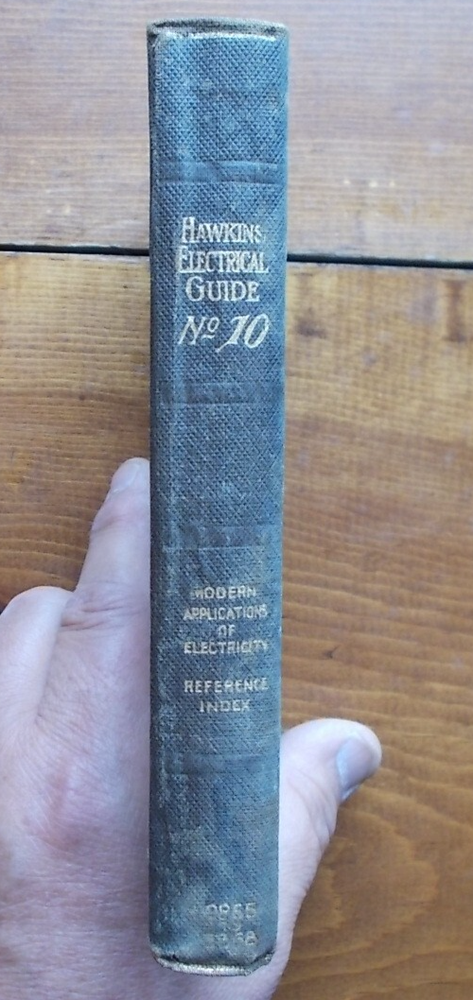 HAWKINS
ELECTRICAL
GUIDE
Nº 10
MODERN
APPLICATIONS
OF
ELECTRICITY
REFERENCE
INDEX